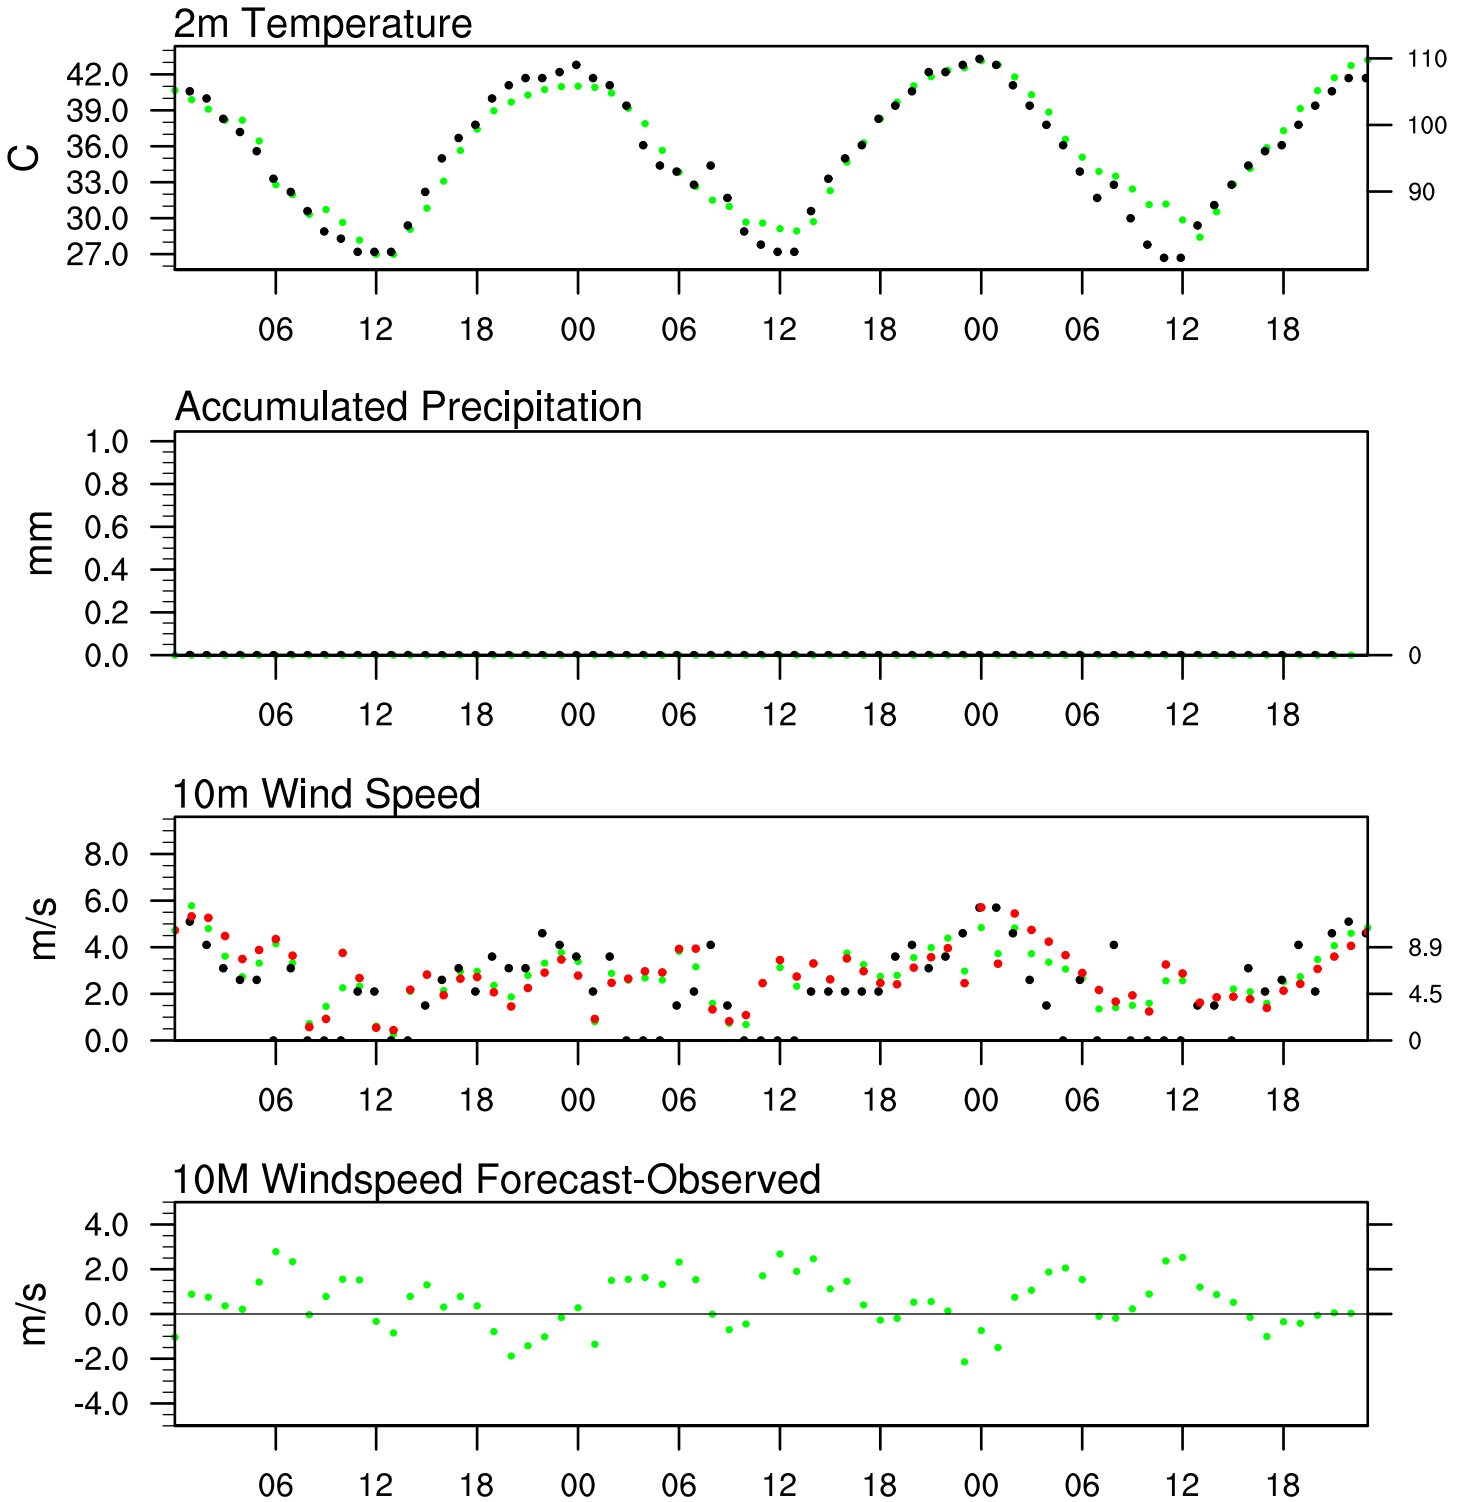 2m Temperature
42.0
39.0
36.0
33.0
30.0
27.0
C
110
100
90
06 12 18 00 06 12 18 00 06 12 18
Accumulated Precipitation
1.0
0.8
0.6
0.4
0.2
0.0
mm
0
06 12 18 00 06 12 18 00 06 12 18
10m Wind Speed
8.0
6.0
4.0
2.0
0.0
m/s
8.9
4.5
0
06 12 18 00 06 12 18 00 06 12 18
10M Windspeed Forecast-Observed
4.0
2.0
0.0
-2.0
-4.0
m/s
06 12 18 00 06 12 18 00 06 12 18